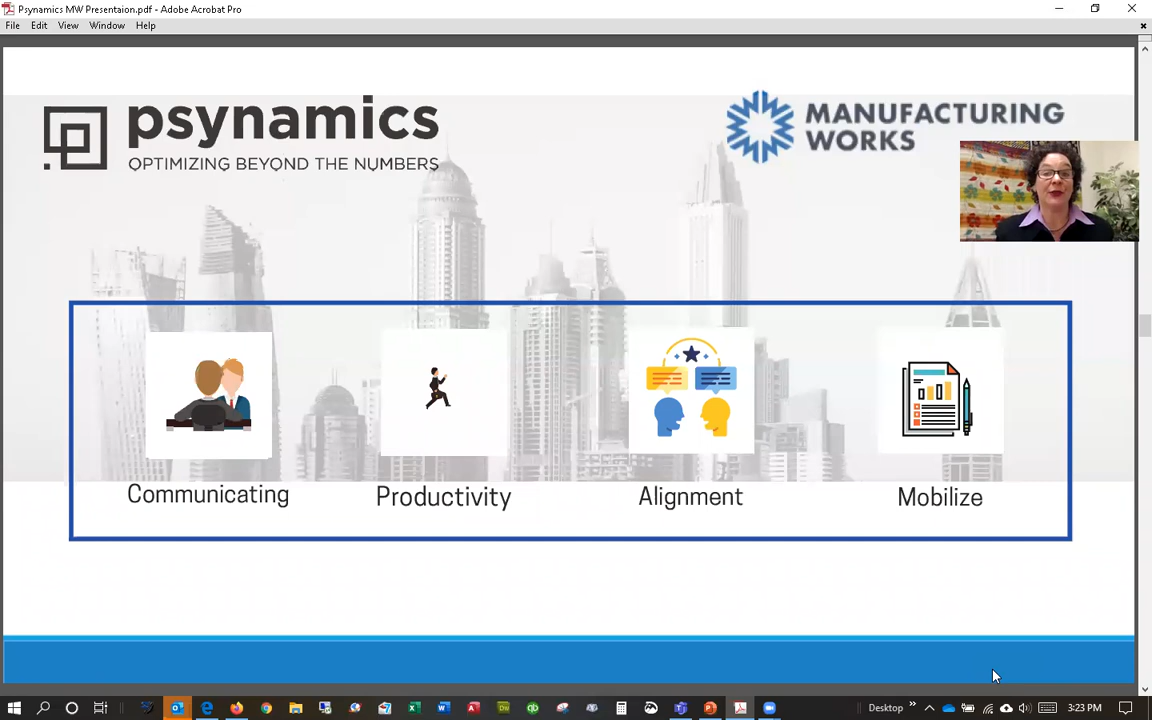 Psynamics MW Presentaion.pdf - Adobe Acrobat Pro
File Edit View Window Help
psynamics
OPTIMIZING BEYOND THE NUMBERS
MANUFACTURING
WORKS
Communicating
Productivity
Alignment
Mobilize
Desktop
3:23 PM